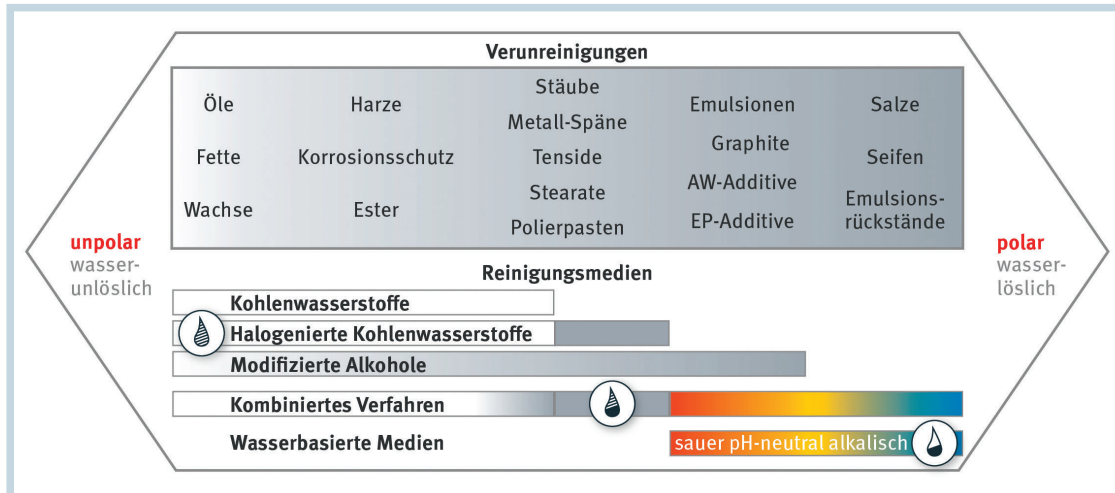 Verunreinigungen
Öle
Harze
Stäube
Emulsionen
Salze
Metall-Späne
Graphite
Fette
Korrosionsschutz
Tenside
Seifen
AW-Additive
Stearate
Wachse
Ester
Emulsions-
rückstände
Polierpasten
EP-Additive
unpolar
wasser-
unlöslich
polar
wasser-
löslich
Reinigungsmedien
Kohlenwasserstoffe
Halogenierte Kohlenwasserstoffe
Modifizierte Alkohole
Kombiniertes Verfahren
Wasserbasierte Medien
sauer pH-neutral alkalisch